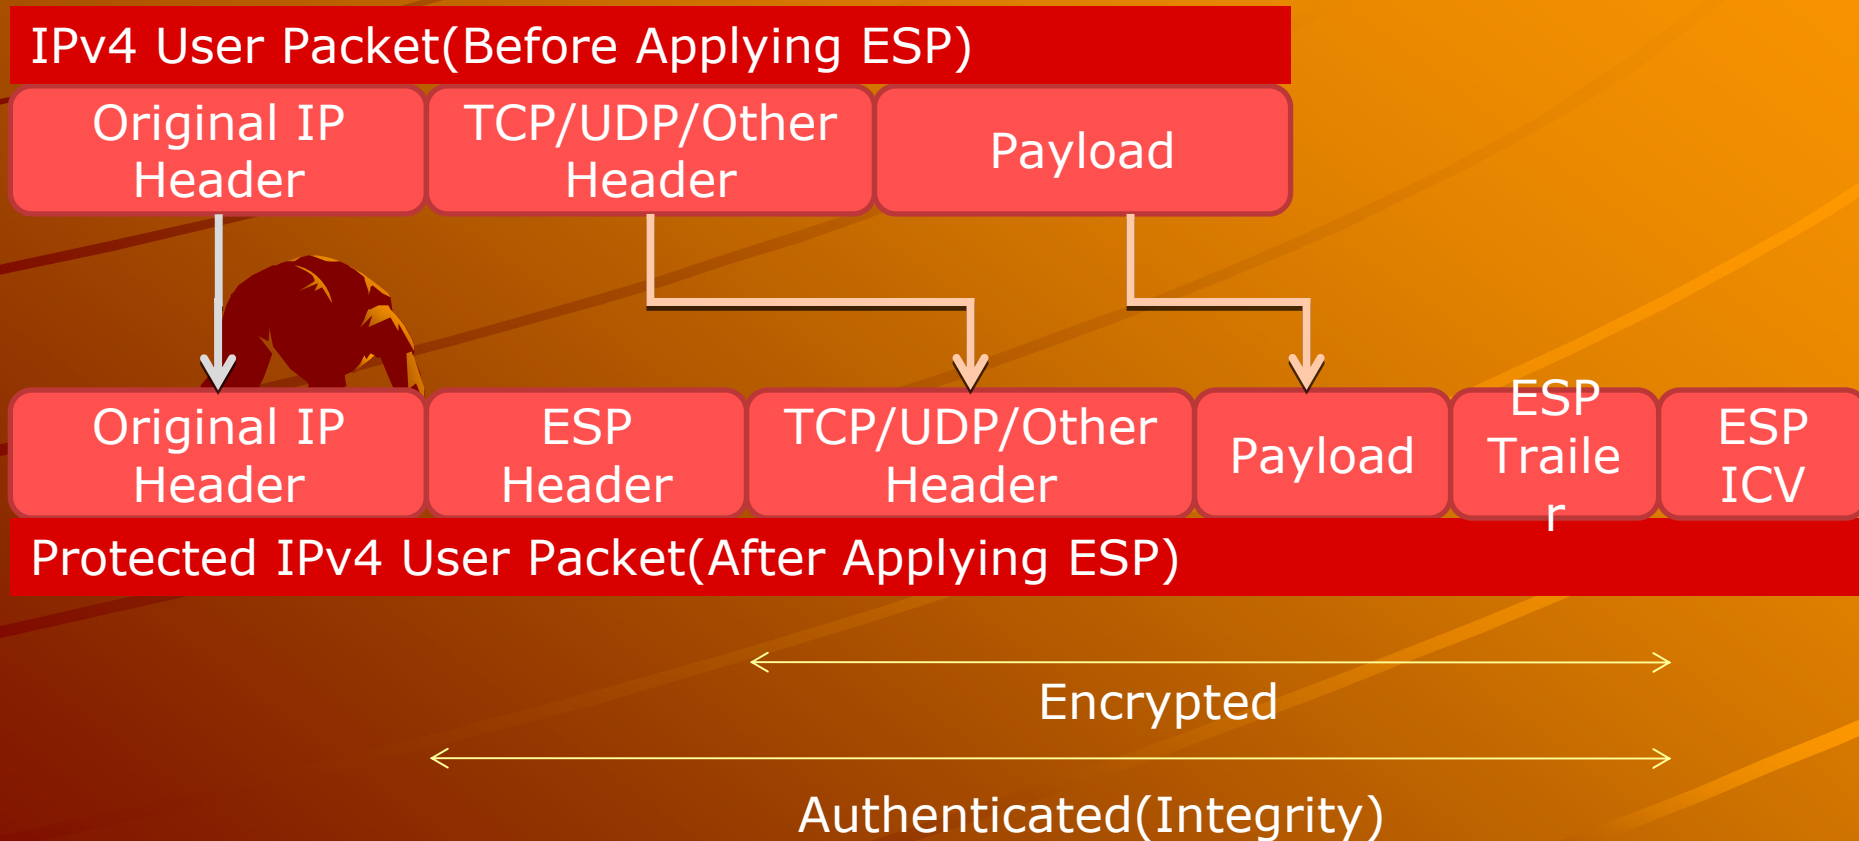 IPv4 User Packet(Before Applying ESP)
Original IP
Header
TCP/UDP/Other
Header
Payload
Original IP
Header
ESP
Header
TCP/UDP/Other
Header
Payload
ESP
Traile
r
ESP
ICV
Protected IPv4 User Packet(After Applying ESP)
Encrypted
Authenticated(Integrity)